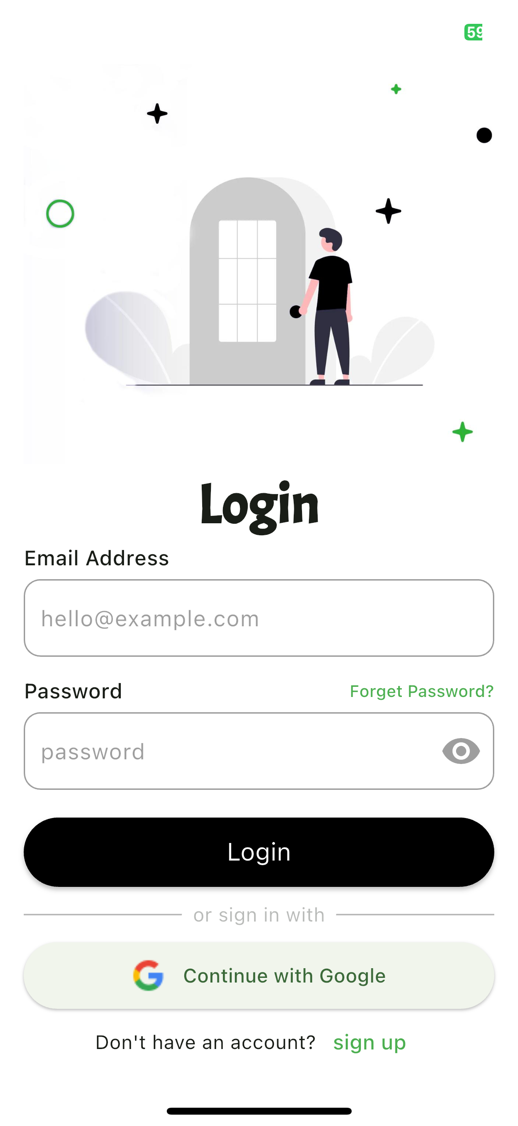 59
Login
Email Address
hello@example.com
Password Forget Password?
password
Login
or sign in with
Continue with Google
Don't have an account? sign up